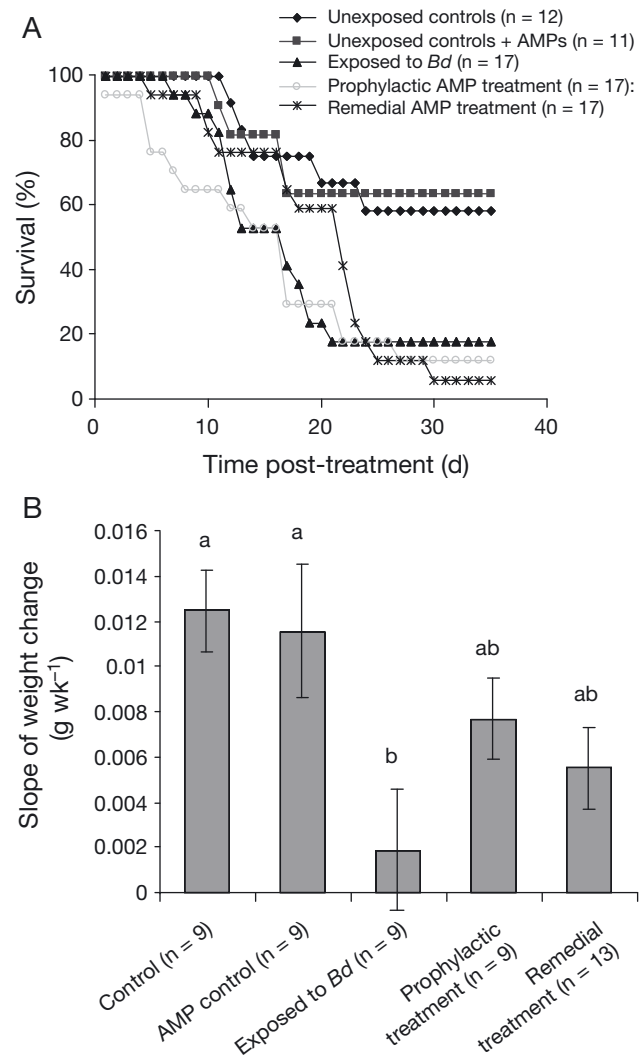 A
Unexposed controls (n = 12)
Unexposed controls + AMPs (n = 11)
Exposed to Bd (n = 17)
Prophylactic AMP treatment (n = 17):
Remedial AMP treatment (n = 17)
100
80
60
40
20
0
Survival (%)
0 10 20 30 40
Time post-treatment (d)
B
0.016
0.014
0.012
0.01
0.008
0.006
0.004
0.002
0
Slope of weight change
(g wk⁻¹)
a
a
b
ab
ab
Control (n = 9)
AMP control (n = 9)
Exposed to Bd (n = 9)
Prophylactic
treatment (n = 9)
Remedial
treatment (n = 13)